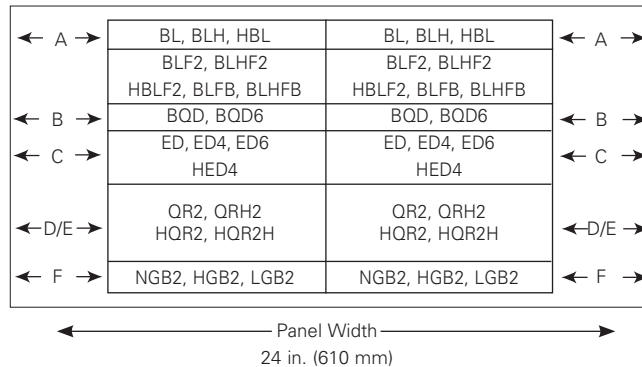 A BL, BLH, HBL BL, BLH, HBL A
BLF2, BLHF2 BLF2, BLHF2
HBLF2, BLFB, BLHFB HBLF2, BLFB, BLHFB
B BQD, BQD6 BQD, BQD6 B
C ED, ED4, ED6 ED, ED4, ED6 C
HED4 HED4
QR2, QRH2 QR2, QRH2
D/E HQR2, HQR2H HQR2, HQR2H D/E
F NGB2, HGB2, LGB2 NGB2, HGB2, LGB2 F
Panel Width
24 in. (610 mm)